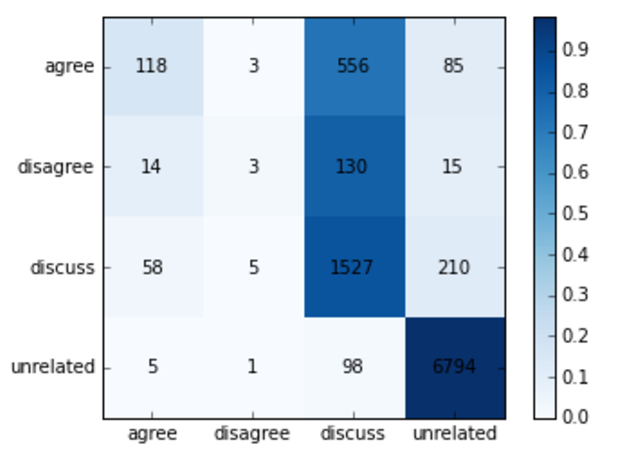 agree 118 3 556 85
disagree 14 3 130 15
discuss 58 5 1527 210
unrelated 5 1 98 6794
agree disagree discuss unrelated
0.9
0.8
0.7
0.6
0.5
0.4
0.3
0.2
0.1
0.0